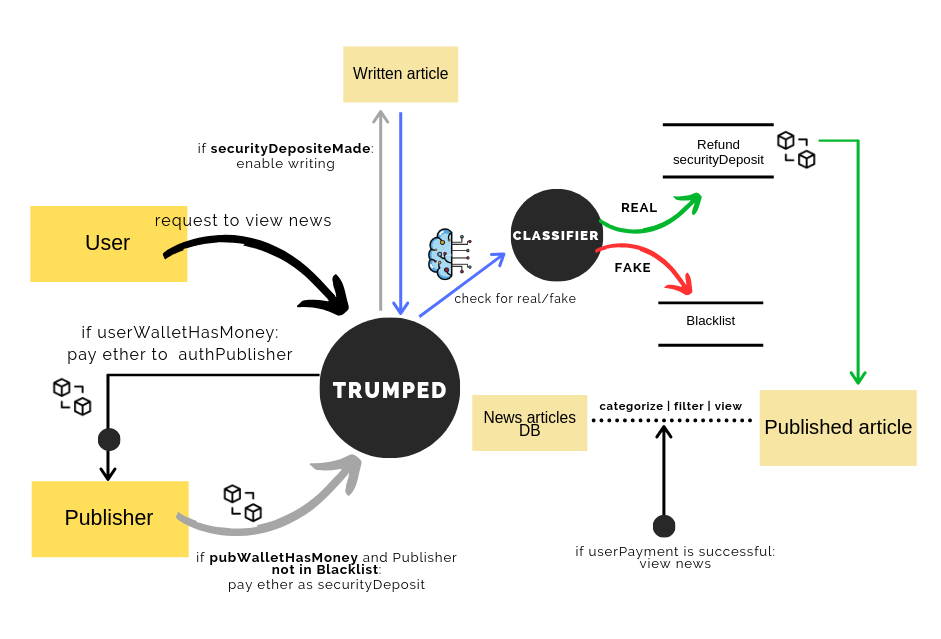 Written article
if securityDepositeMade:
enable writing
Refund
securityDeposit
REAL
CLASSIFIER
FAKE
request to view news
User
check for real/fake
Blacklist
if userWalletHasMoney:
pay ether to authPublisher
TRUMPED
categorize | filter | view
News articles
DB
Published article
Publisher
if userPayment is successful:
view news
if pubWalletHasMoney and Publisher
not in Blacklist:
pay ether as securityDeposit